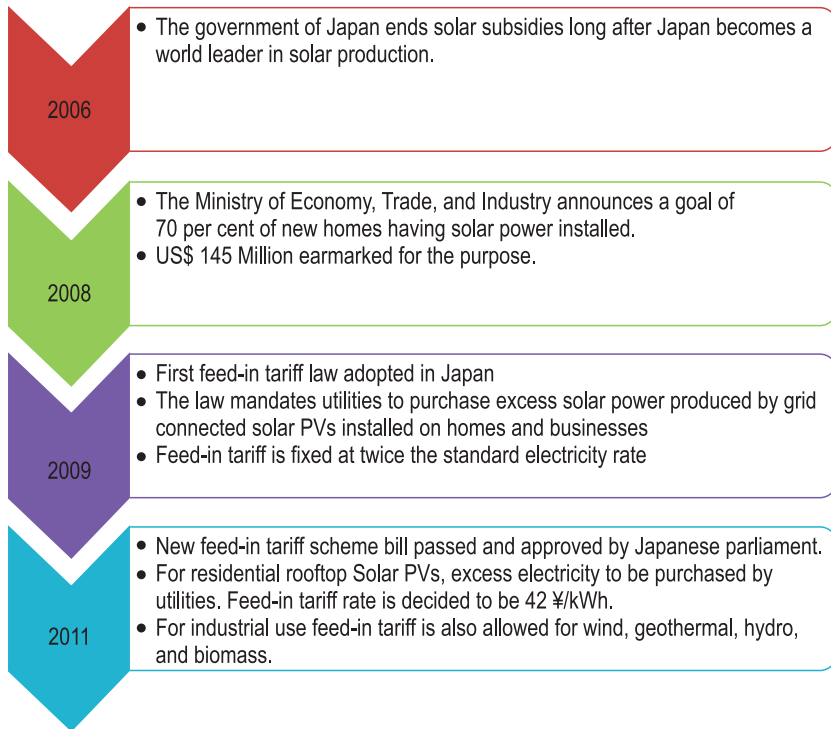 2006
• The government of Japan ends solar subsidies long after Japan becomes a
world leader in solar production.
2008
• The Ministry of Economy, Trade, and Industry announces a goal of
70 per cent of new homes having solar power installed.
• US$ 145 Million earmarked for the purpose.
2009
• First feed-in tariff law adopted in Japan
• The law mandates utilities to purchase excess solar power produced by grid
connected solar PVs installed on homes and businesses
• Feed-in tariff is fixed at twice the standard electricity rate
2011
• New feed-in tariff scheme bill passed and approved by Japanese parliament.
• For residential rooftop Solar PVs, excess electricity to be purchased by
utilities. Feed-in tariff rate is decided to be 42 ¥/kWh.
• For industrial use feed-in tariff is also allowed for wind, geothermal, hydro,
and biomass.